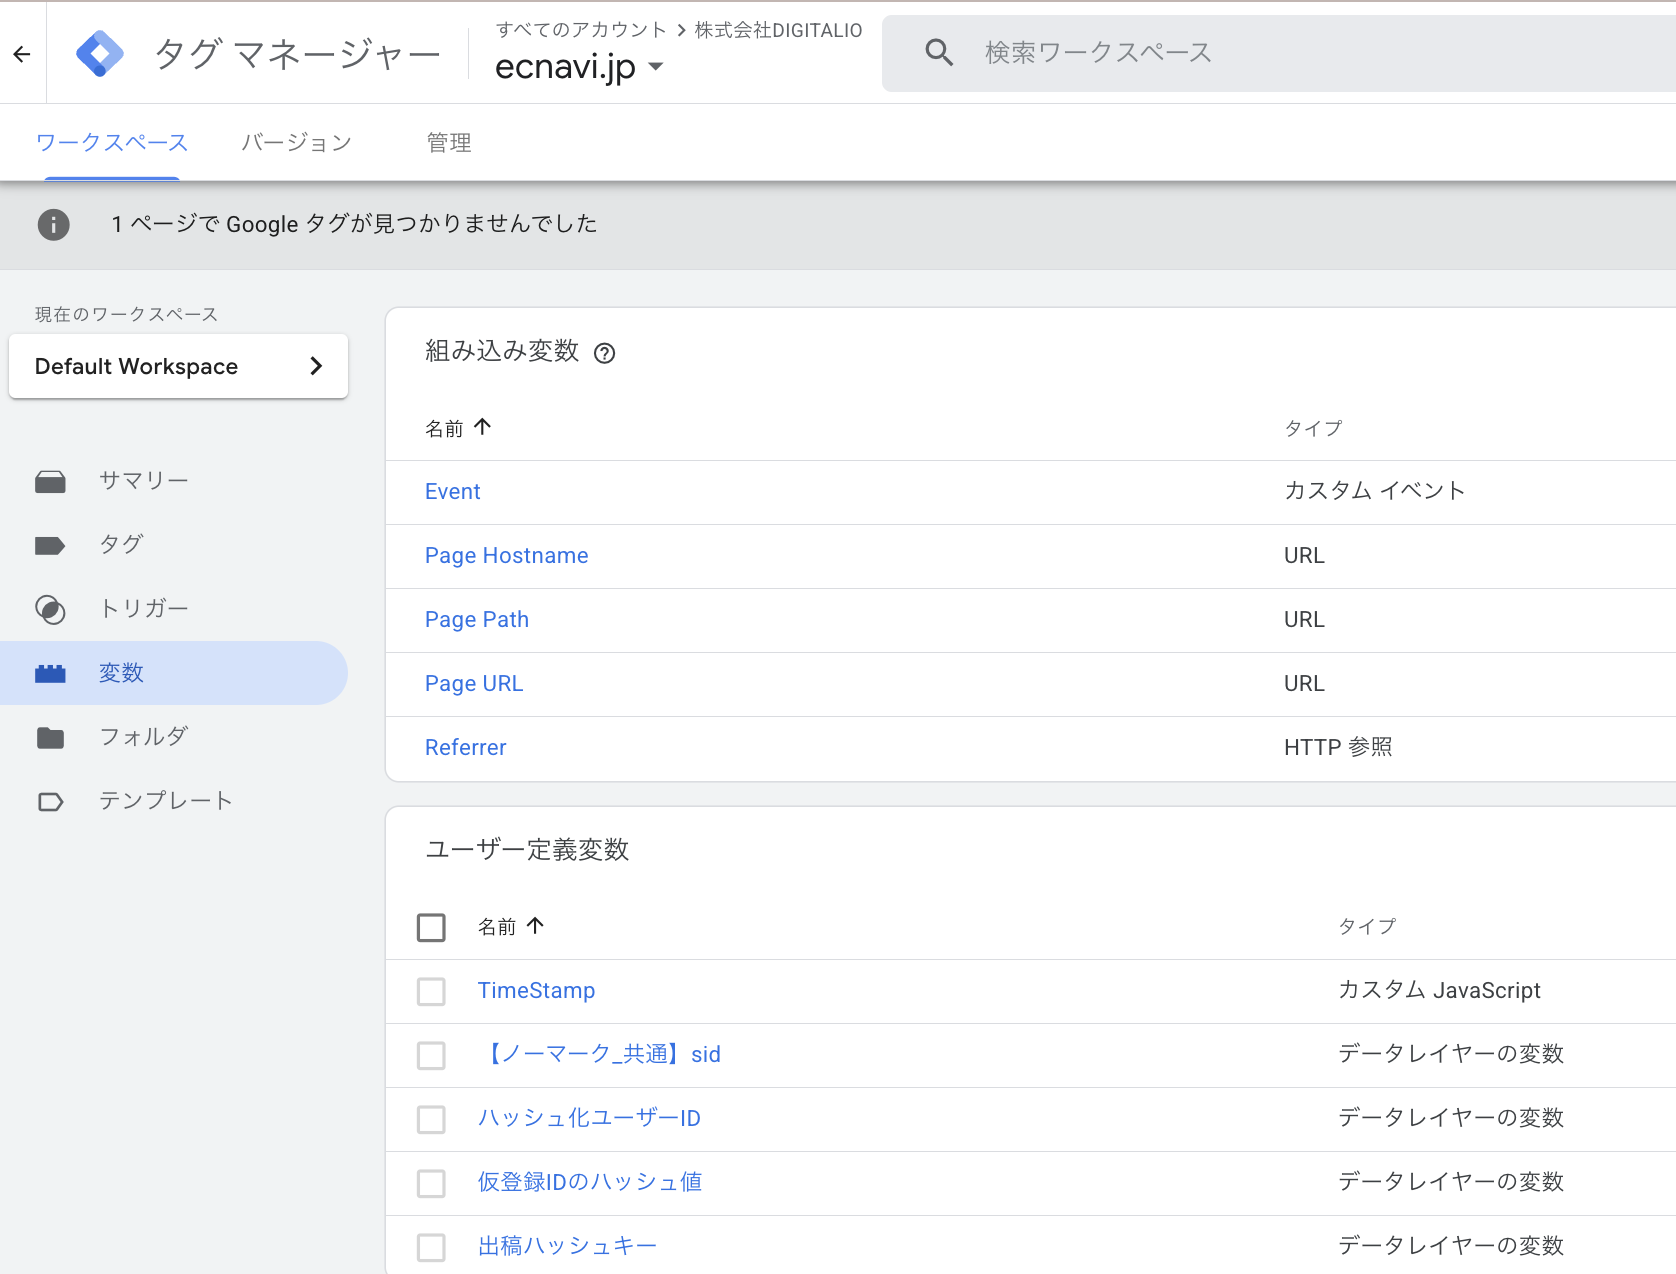 タグ マネージャー
すべてのアカウント > 株式会社DIGITALIO
ecnavi.jp
検索ワークスペース
ワークスペース
バージョン
管理
1 ページで Google タグが見つかりませんでした
現在のワークスペース
Default Workspace
サマリー
タグ
トリガー
変数
フォルダ
テンプレート
組み込み変数
名前 タイプ
Event カスタム イベント
Page Hostname URL
Page Path URL
Page URL URL
Referrer HTTP 参照
ユーザー定義変数
名前 タイプ
TimeStamp カスタム JavaScript
【ノーマーク_共通】sid データレイヤーの変数
ハッシュ化ユーザーID データレイヤーの変数
仮登録IDのハッシュ値 データレイヤーの変数
出稿ハッシュキー データレイヤーの変数